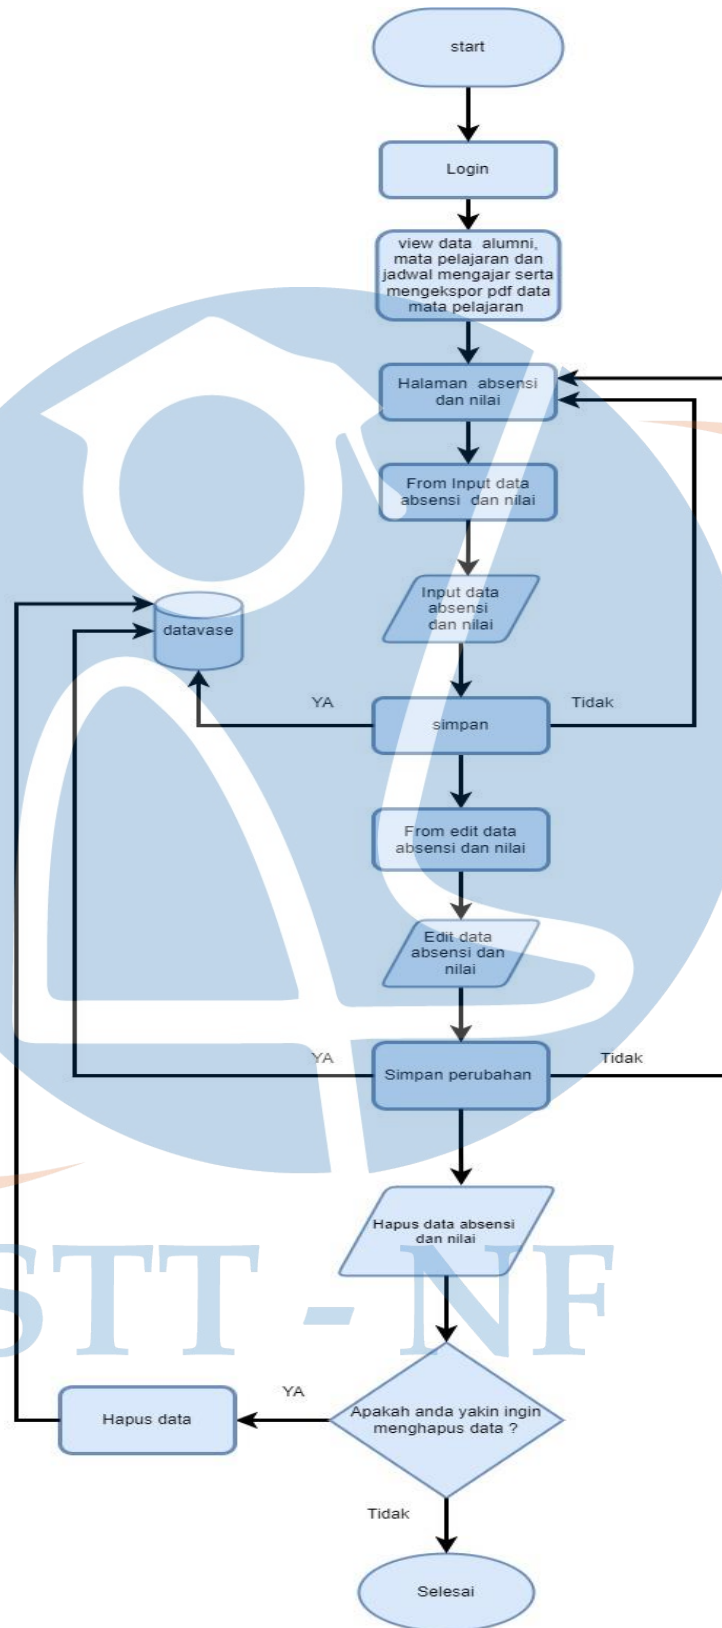 start
Login
view data alumni,
mata pelajaran dan
jadwal mengajar serta
mengekspor pdf data
mata pelajaran
Halaman absensi
dan nilai
From Input data
absensi dan nilai
Input data
absensi
dan nilai
datavase
YA
simpan
Tidak
From edit data
absensi dan nilai
Edit data
absensi dan
nilai
YA
Simpan perubahan
Tidak
Hapus data absensi
dan nilai
STT - NF
Apakah anda yakin ingin
menghapus data ?
YA
Hapus data
Tidak
Selesai